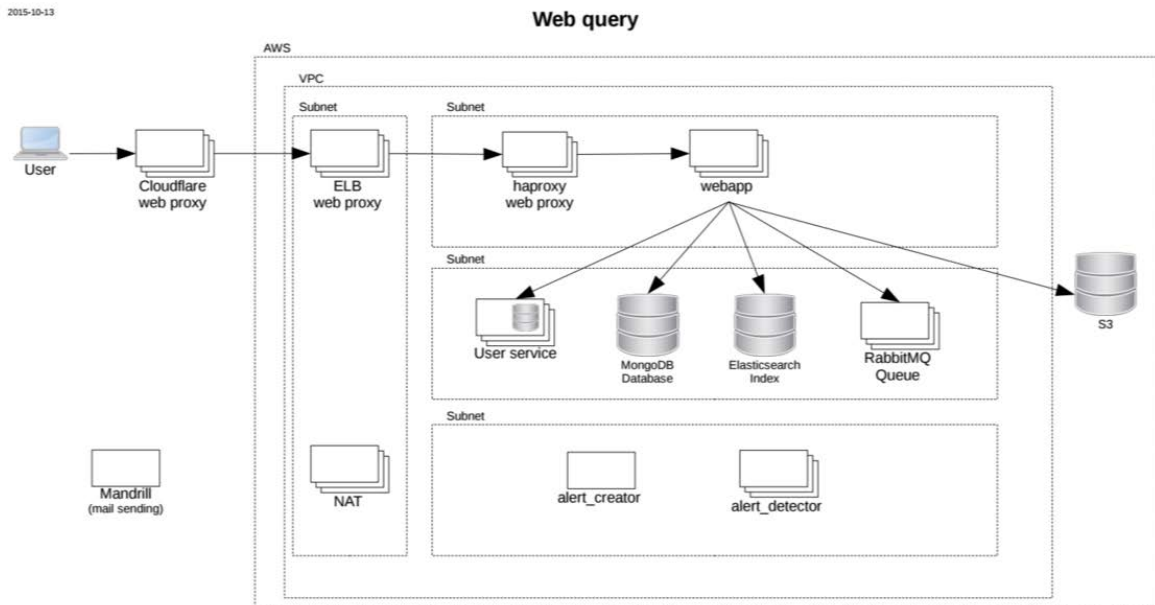 2015-10-13
Web query
AWS
VPC
Subnet
Subnet
User
Cloudflare
web proxy
ELB
web proxy
haproxy
web proxy
webapp
Subnet
User service
MongoDB
Database
Elasticsearch
Index
RabbitMQ
Queue
S3
Subnet
Mandrill
(mail sending)
NAT
alert_creator
alert_detector